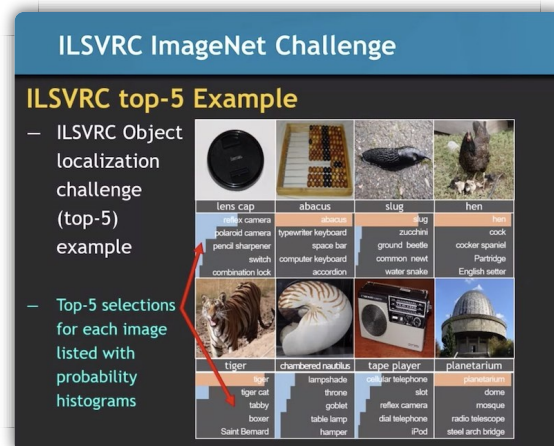 ILSVRC ImageNet Challenge
ILSVRC top-5 Example
– ILSVRC Object
localization
challenge
(top-5)
example
– Top-5 selections
for each image
listed with
probability
histograms
lens cap
reflex camera
polaroid camera
pencil sharpener
switch
combination lock
abacus
abacus
typewriter keyboard
space bar
computer keyboard
accordion
slug
slug
zucchini
ground beetle
common newt
water snake
hen
hen
cock
cocker spaniel
Partridge
English setter
tiger
tiger
tiger cat
tabby
boxer
Saint Bernard
chambered nautilus
lampshade
throne
goblet
table lamp
hamper
tape player
cellular telephone
slot
reflex camera
dial telephone
iPod
planetarium
planetarium
dome
mosque
radio telescope
steel arch bridge